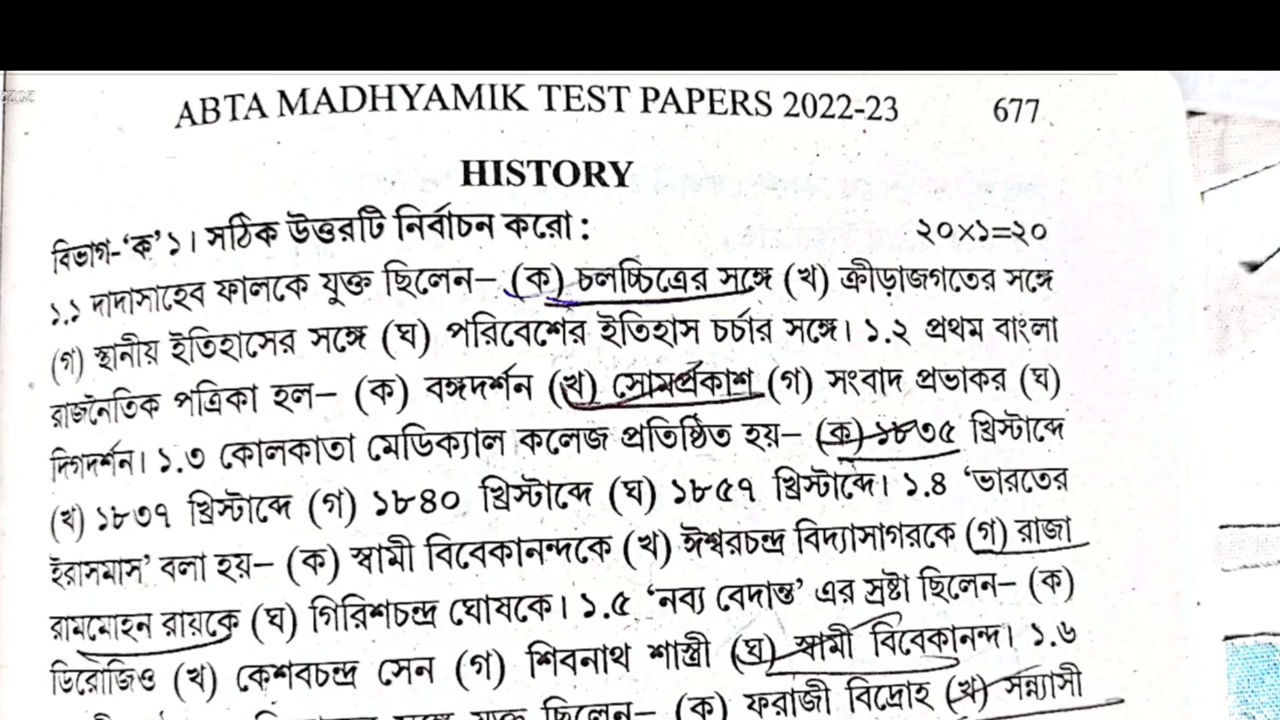 ABTA MADHYAMIK TEST PAPERS 2022-23 677
HISTORY
বিভাগ-‘ক’ ১। সঠিক উত্তরটি নির্বাচন করো : ২০×১=২০
১.১ দাদাসাহেব ফালকে যুক্ত ছিলেন– (ক) চলচ্চিত্রের সঙ্গে (খ) ক্রীড়াজগতের সঙ্গে
(গ) স্থানীয় ইতিহাসের সঙ্গে (ঘ) পরিবেশের ইতিহাস চর্চার সঙ্গে। ১.২ প্রথম বাংলা
রাজনৈতিক পত্রিকা হল– (ক) বঙ্গদর্শন (খ) সোমপ্রকাশ (গ) সংবাদ প্রভাকর (ঘ)
দিগদর্শন। ১.৩ কোলকাতা মেডিক্যাল কলেজ প্রতিষ্ঠিত হয়– (ক) ১৮৩৫ খ্রিস্টাব্দে
(খ) ১৮৩৭ খ্রিস্টাব্দে (গ) ১৮৪০ খ্রিস্টাব্দে (ঘ) ১৮৫৭ খ্রিস্টাব্দে। ১.৪ ‘ভারতের
ইরাসমাস’ বলা হয়– (ক) স্বামী বিবেকানন্দকে (খ) ঈশ্বরচন্দ্র বিদ্যাসাগরকে (গ) রাজা
রামমোহন রায়কে (ঘ) গিরিশচন্দ্র ঘোষকে। ১.৫ ‘নব্য বেদান্ত’ এর স্রষ্টা ছিলেন– (ক)
ডিরোজিও (খ) কেশবচন্দ্র সেন (গ) শিবনাথ শাস্ত্রী (ঘ) স্বামী বিবেকানন্দ। ১.৬
ছিলেন– (ক) ফরাজী বিদ্রোহ (খ) সন্ন্যাসী